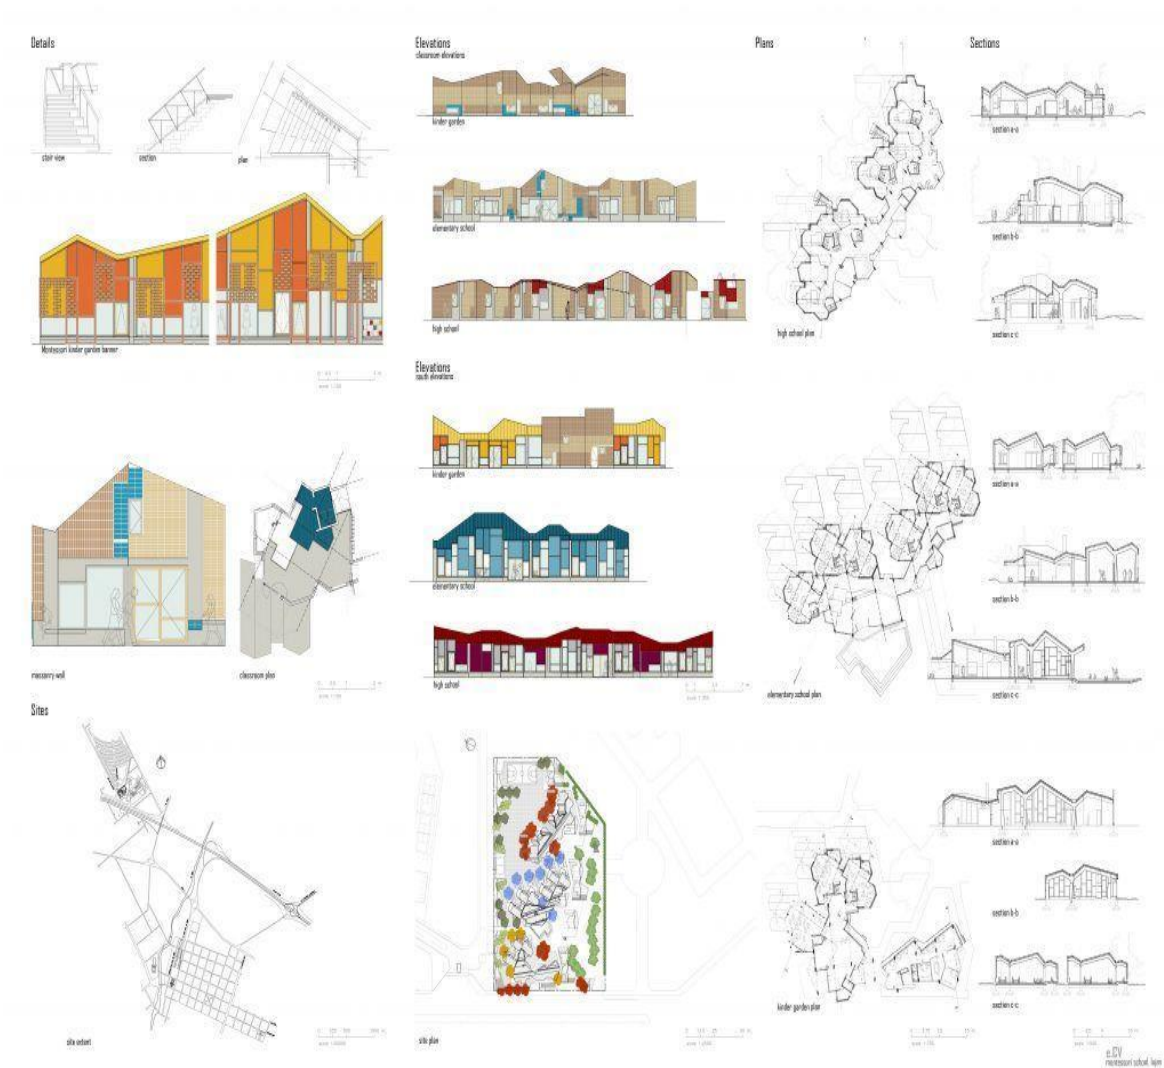 Details
stair view
section
plan
Montessori kinder garden banner
Elevations
classroom elevations
kinder garden
elementary school
high school
Plans
high school plan
Sections
section a-a
section b-b
section c-c
massonry wall
classroom plan
Elevations
south elevations
kinder garden
elementary school
high school
elementary school plan
section a-a
section b-b
section c-c
Sites
site extent
site plan
kinder garden plan
section a-a
section b-b
section c-c
e.CV
montessori school